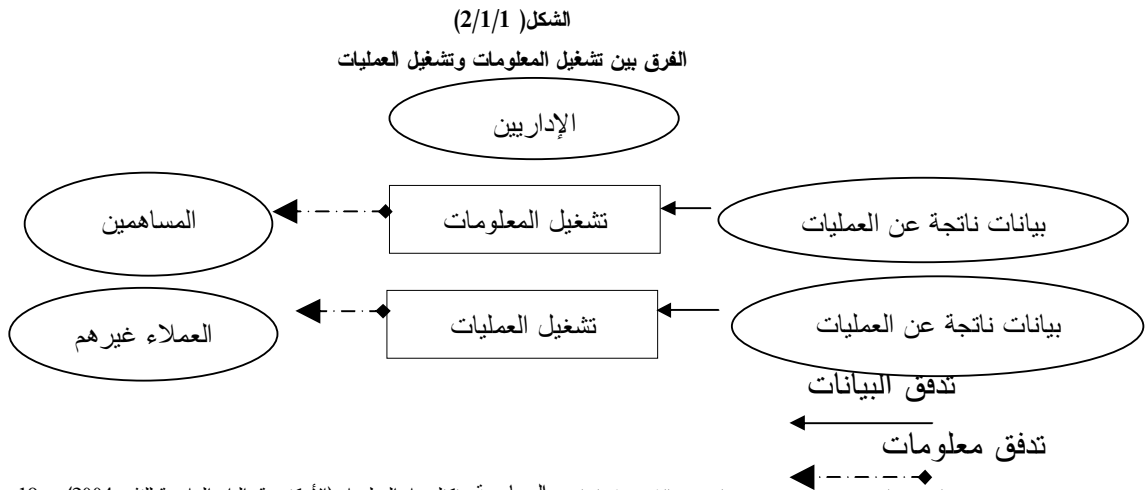 الشكل( 2/1/1)
الفرق بين تشغيل المعلومات وتشغيل العمليات
الإداريين
بيانات ناتجة عن العمليات
تشغيل المعلومات
المساهمين
بيانات ناتجة عن العمليات
تشغيل العمليات
العملاء غيرهم
تدفق البيانات
تدفق معلومات